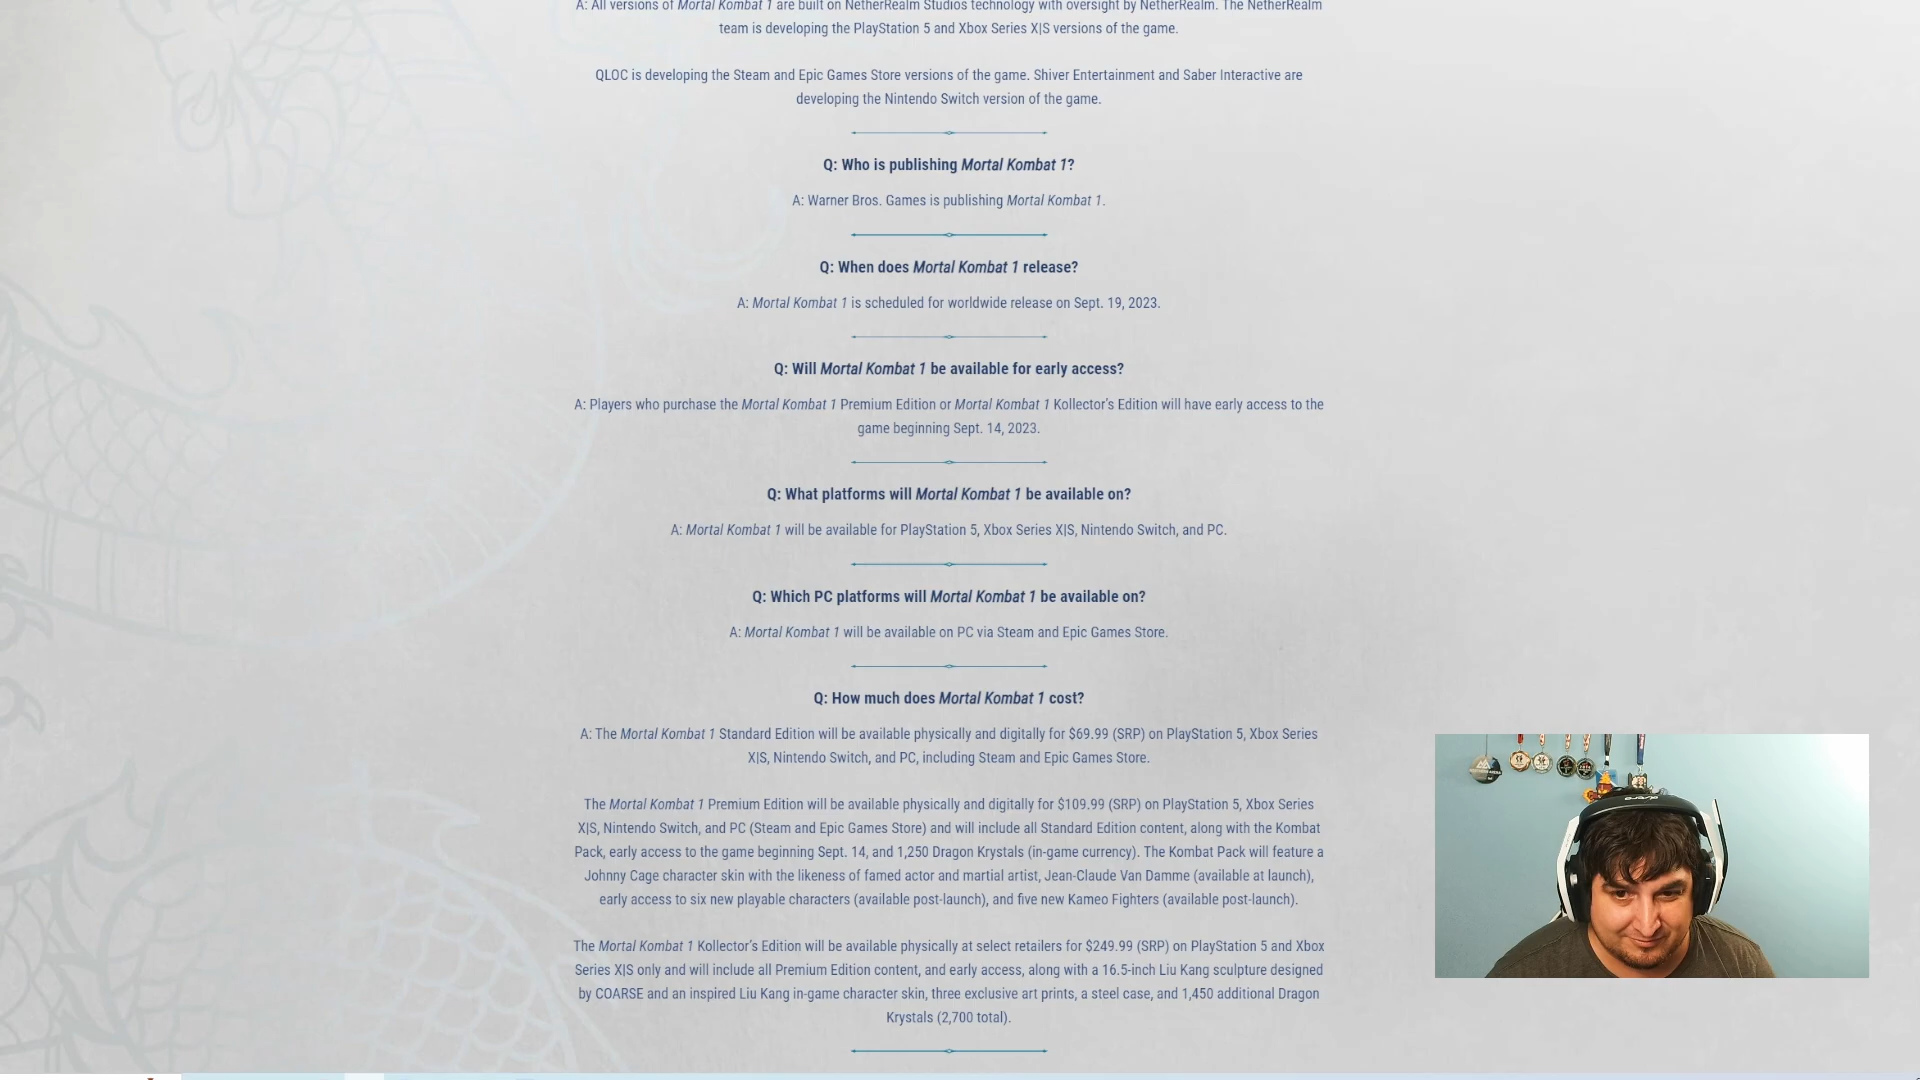 A: All versions of Mortal Kombat 1 are built on NetherRealm Studios technology with oversight by NetherRealm. The NetherRealm
team is developing the PlayStation 5 and Xbox Series X|S versions of the game.
QLOC is developing the Steam and Epic Games Store versions of the game. Shiver Entertainment and Saber Interactive are
developing the Nintendo Switch version of the game.
Q: Who is publishing Mortal Kombat 1?
A: Warner Bros. Games is publishing Mortal Kombat 1.
Q: When does Mortal Kombat 1 release?
A: Mortal Kombat 1 is scheduled for worldwide release on Sept. 19, 2023.
Q: Will Mortal Kombat 1 be available for early access?
A: Players who purchase the Mortal Kombat 1 Premium Edition or Mortal Kombat 1 Kollector's Edition will have early access to the
game beginning Sept. 14, 2023.
Q: What platforms will Mortal Kombat 1 be available on?
A: Mortal Kombat 1 will be available for PlayStation 5, Xbox Series X|S, Nintendo Switch, and PC.
Q: Which PC platforms will Mortal Kombat 1 be available on?
A: Mortal Kombat 1 will be available on PC via Steam and Epic Games Store.
Q: How much does Mortal Kombat 1 cost?
A: The Mortal Kombat 1 Standard Edition will be available physically and digitally for $69.99 (SRP) on PlayStation 5, Xbox Series
X|S, Nintendo Switch, and PC, including Steam and Epic Games Store.
The Mortal Kombat 1 Premium Edition will be available physically and digitally for $109.99 (SRP) on PlayStation 5, Xbox Series
X|S, Nintendo Switch, and PC (Steam and Epic Games Store) and will include all Standard Edition content, along with the Kombat
Pack, early access to the game beginning Sept. 14, and 1,250 Dragon Krystals (in-game currency). The Kombat Pack will feature a
Johnny Cage character skin with the likeness of famed actor and martial artist, Jean-Claude Van Damme (available at launch),
early access to six new playable characters (available post-launch), and five new Kameo Fighters (available post-launch).
The Mortal Kombat 1 Kollector's Edition will be available physically at select retailers for $249.99 (SRP) on PlayStation 5 and Xbox
Series X|S only and will include all Premium Edition content, and early access, along with a 16.5-inch Liu Kang sculpture designed
by COARSE and an inspired Liu Kang in-game character skin, three exclusive art prints, a steel case, and 1,450 additional Dragon
Krystals (2,700 total).